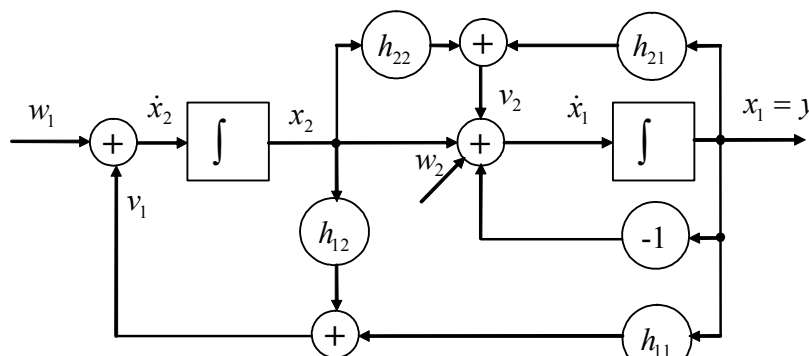 h₂₂
+
h₂₁
w₁
ẋ₂
x₂
v₂
ẋ₁
x₁ = y
+
∫
w₂
+
∫
v₁
h₁₂
-1
+
h₁₁